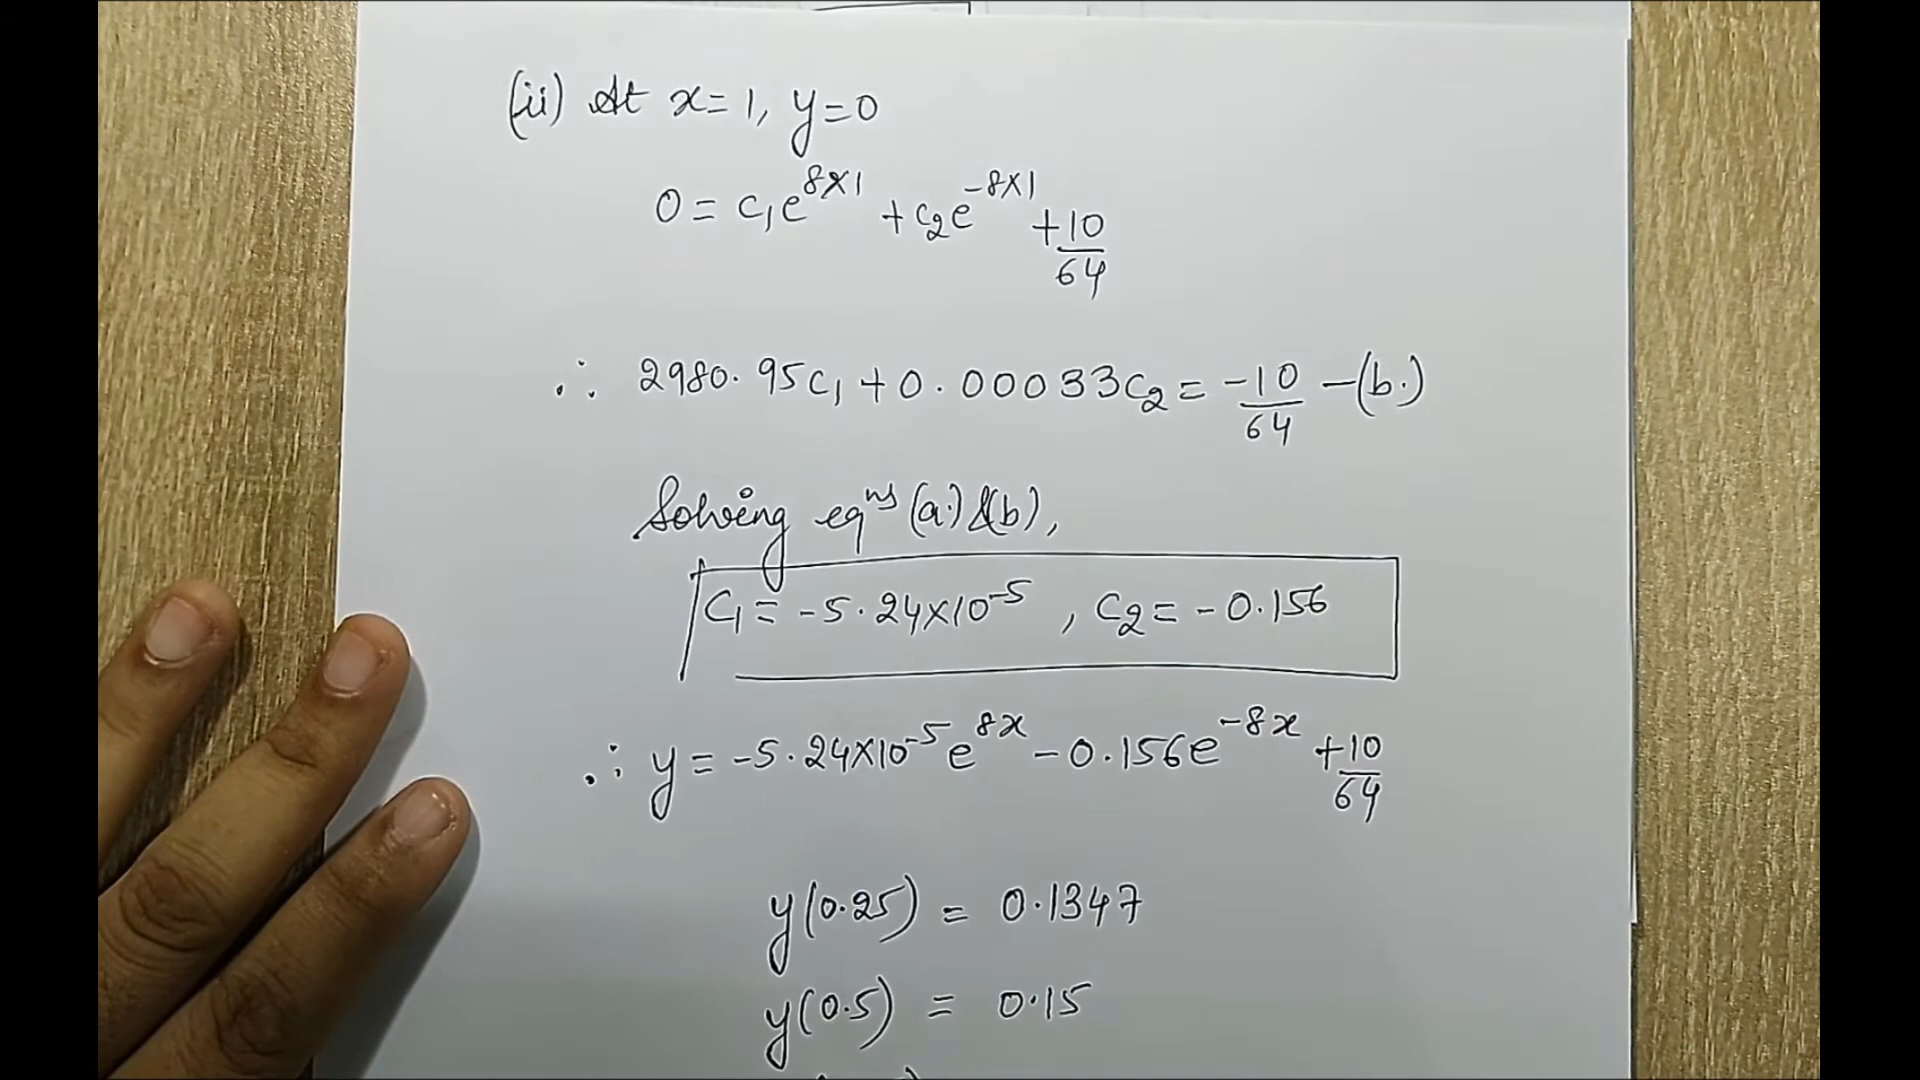 (ii) At x=1, y=0
0 = c₁e^{8×1} + c₂e^{-8×1} + 10/64
∴ 2980.95c₁ + 0.00033c₂ = -10/64 -(b.)
Solving eqⁿˢ (a.) & (b),
C₁ = -5.24×10⁻⁵ , C₂ = -0.156
∴ y = -5.24×10⁻⁵ e^{8x} - 0.156e^{-8x} + 10/64
y(0.25) = 0.1347
y(0.5) = 0.15